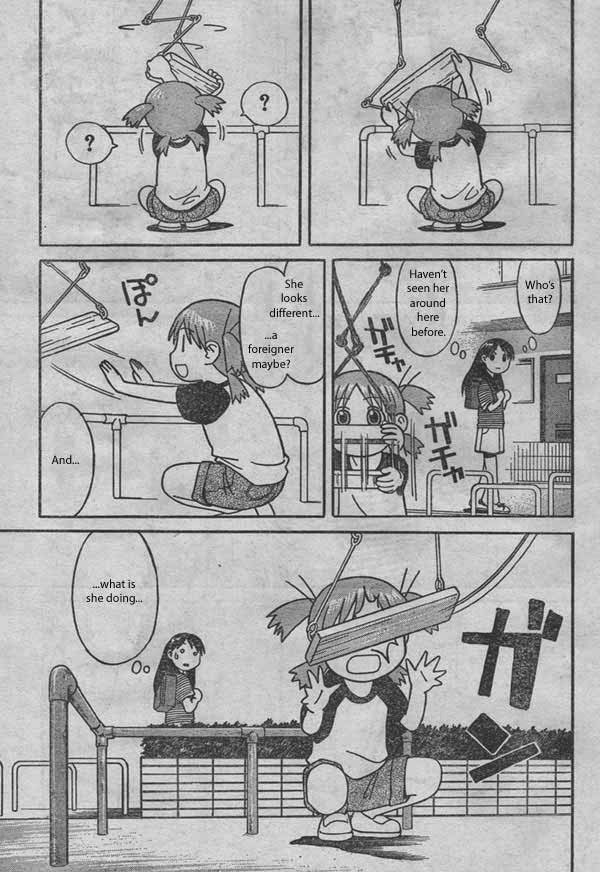 ?
?
Who's
that?
Haven't
seen her
around
here
before.
ガチャ
ガチャ
She
looks
different...
...a
foreigner
maybe?
ぽん
And...
...what is
she doing...
ガン